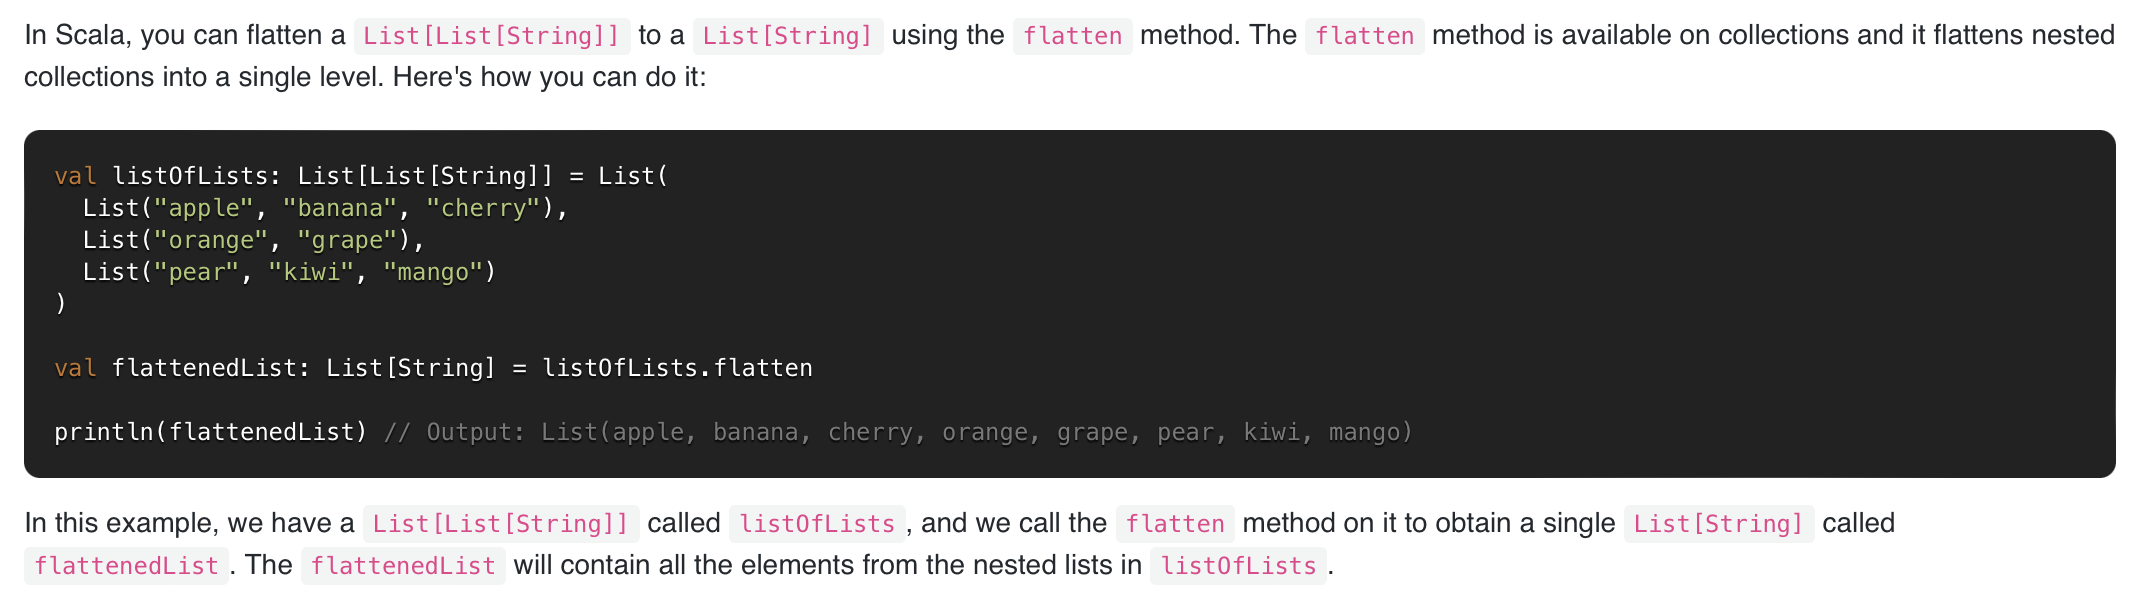 In Scala, you can flatten a List[List[String]] to a List[String] using the flatten method. The flatten method is available on collections and it flattens nested
collections into a single level. Here's how you can do it:
val listOfLists: List[List[String]] = List(
  List("apple", "banana", "cherry"),
  List("orange", "grape"),
  List("pear", "kiwi", "mango")
)
val flattenedList: List[String] = listOfLists.flatten
println(flattenedList) // Output: List(apple, banana, cherry, orange, grape, pear, kiwi, mango)
In this example, we have a List[List[String]] called listOfLists, and we call the flatten method on it to obtain a single List[String] called
flattenedList. The flattenedList will contain all the elements from the nested lists in listOfLists.